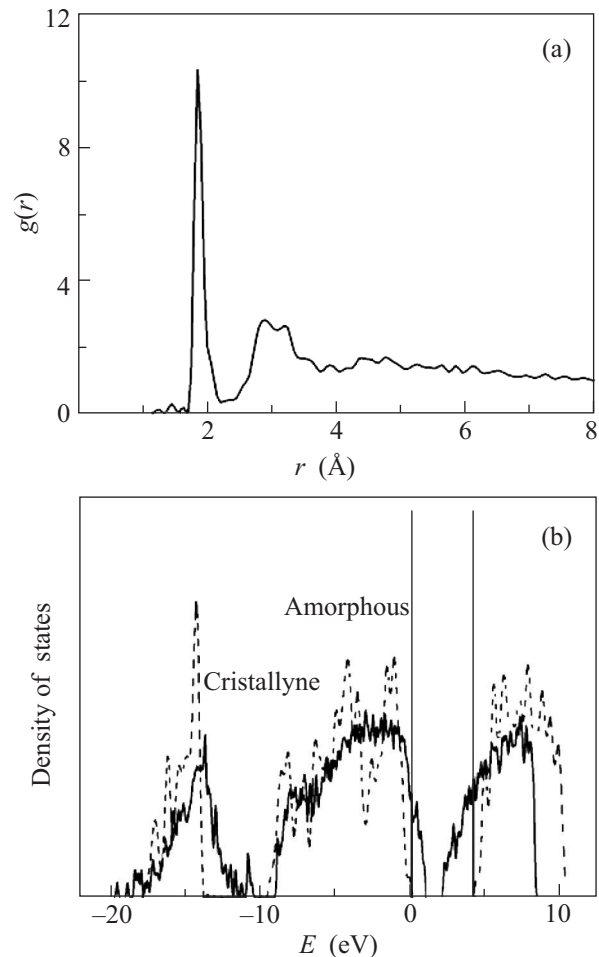 12
(a)
8
g(r)
4
0
2 4 6 8
r (Å)
(b)
Amorphous
Cristallyne
Density of states
–20 –10 0 10
E (eV)